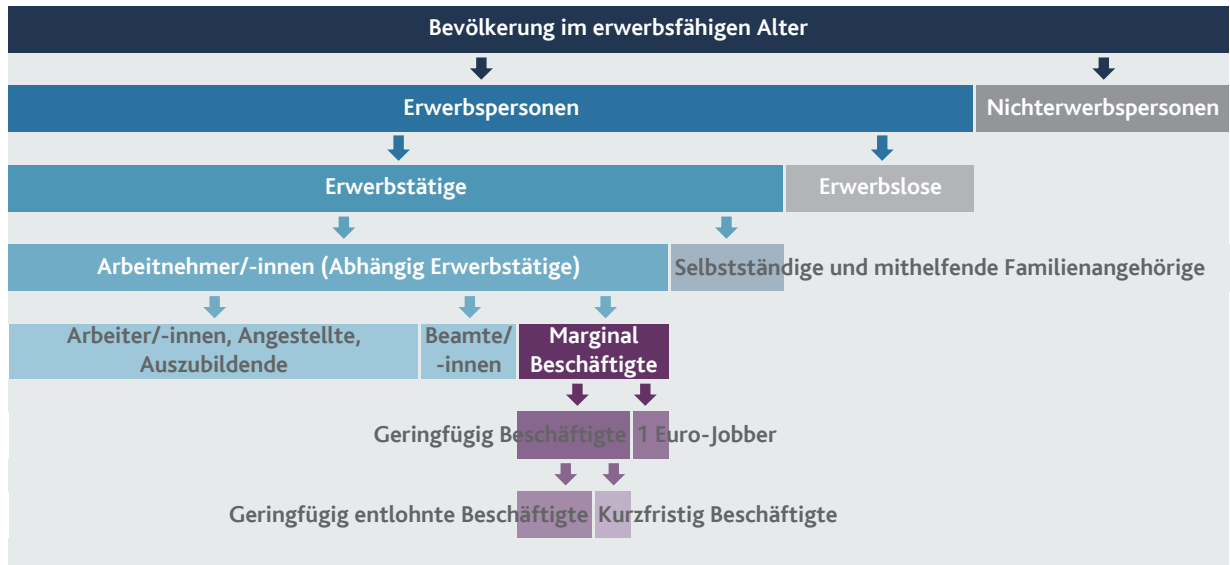 Bevölkerung im erwerbsfähigen Alter
Erwerbspersonen
Nichterwerbspersonen
Erwerbstätige
Erwerbslose
Arbeitnehmer/-innen (Abhängig Erwerbstätige)
Selbstständige und mithelfende Familienangehörige
Arbeiter/-innen, Angestellte,
Auszubildende
Beamte/
-innen
Marginal
Beschäftigte
Geringfügig Beschäftigte
1 Euro-Jobber
Geringfügig entlohnte Beschäftigte
Kurzfristig Beschäftigte